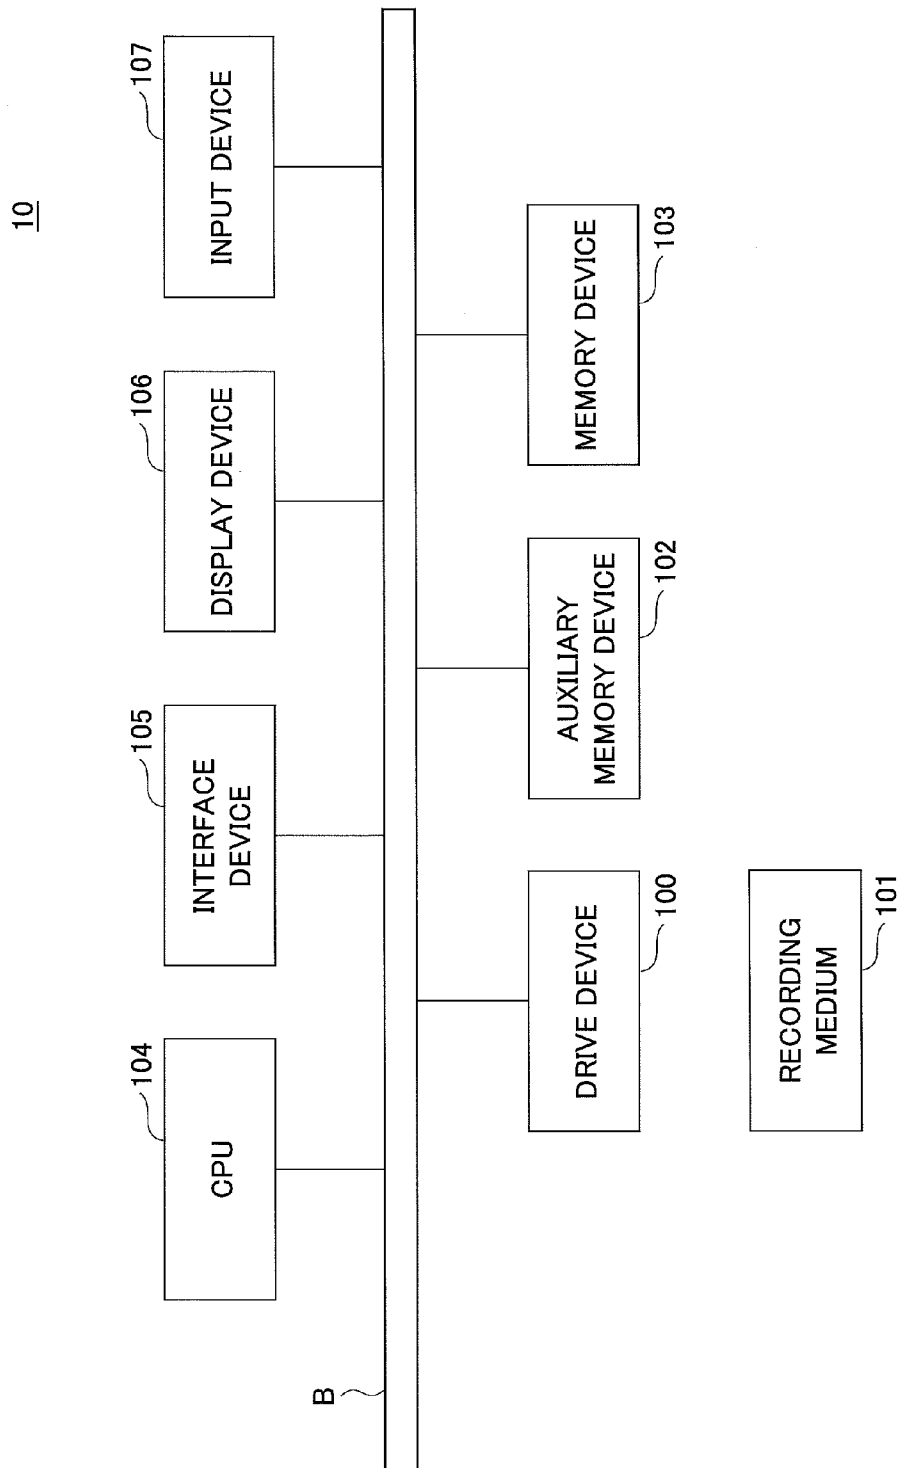 10
104
CPU
105
INTERFACE
DEVICE
106
DISPLAY DEVICE
107
INPUT DEVICE
B
100
DRIVE DEVICE
102
AUXILIARY
MEMORY DEVICE
103
MEMORY DEVICE
101
RECORDING
MEDIUM